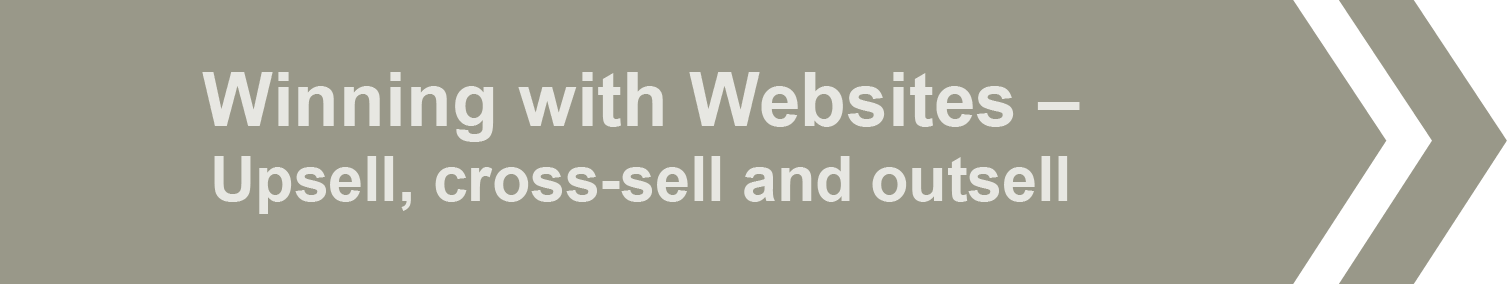 Winning with Websites –
Upsell, cross-sell and outsell